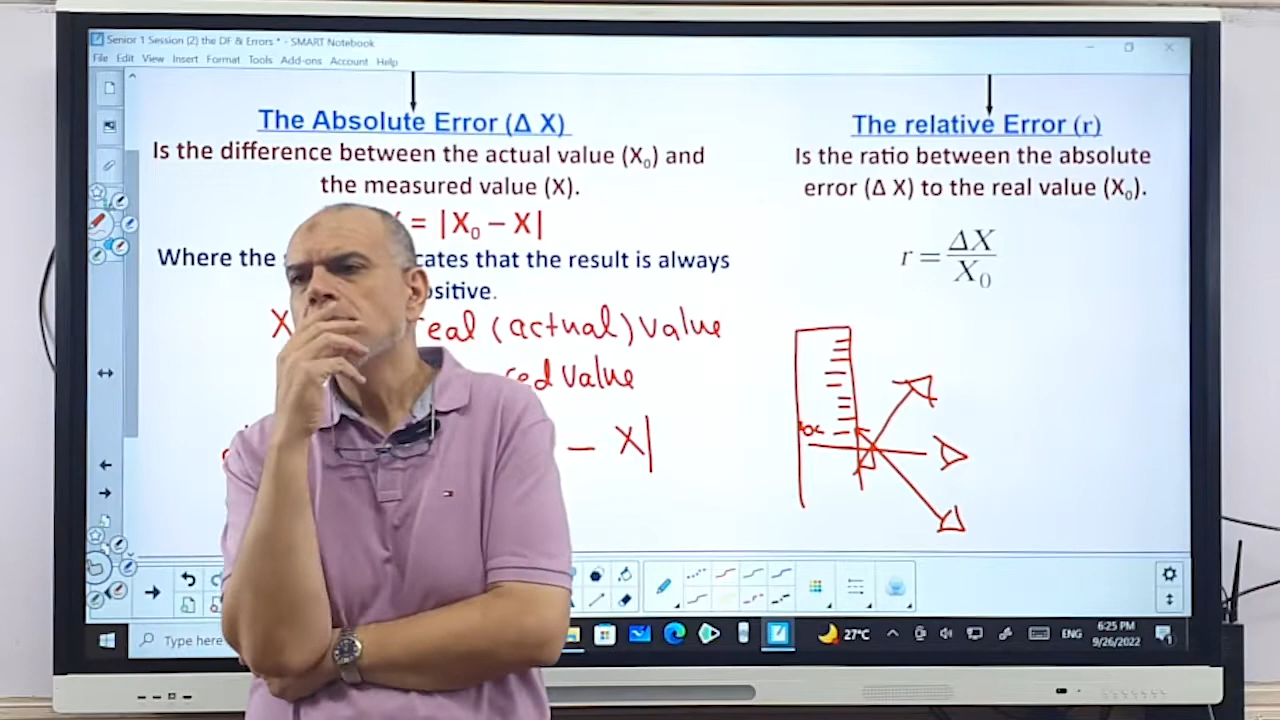 Senior 1 Session (2) the DF & Errors * - SMART Notebook
File Edit View Insert Format Tools Add-ons Account Help
The Absolute Error (Δ X)
Is the difference between the actual value (X₀) and
the measured value (X).
= |X₀ – X|
Where the cates that the result is always
sitive.
X eal (actual) value
ed value
– X|
The relative Error (r)
Is the ratio between the absolute
error (Δ X) to the real value (X₀).
r = ΔX / X₀
Type here
27°C
ENG
6:25 PM
9/26/2022